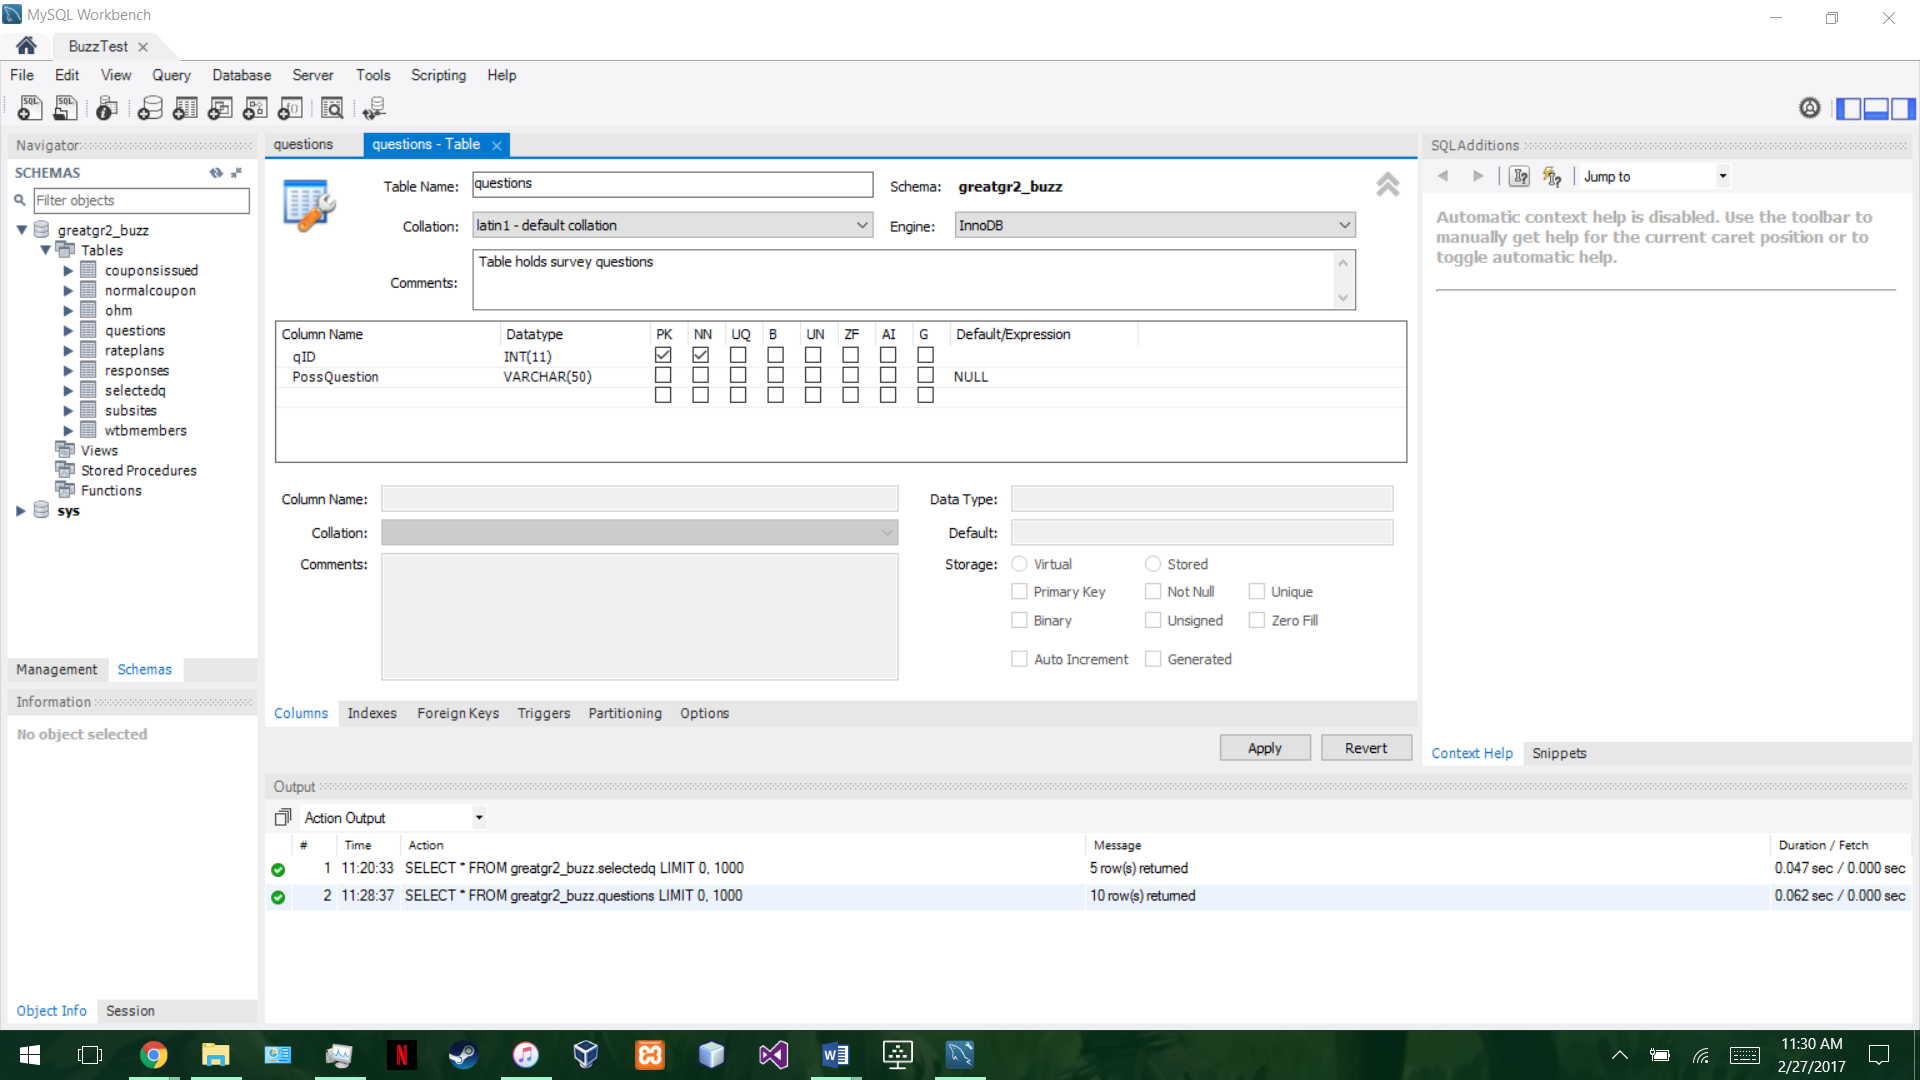 MySQL Workbench
BuzzTest
File Edit View Query Database Server Tools Scripting Help
Navigator
SCHEMAS
Filter objects
greatgr2_buzz
Tables
couponsissued
normalcoupon
ohm
questions
rateplans
responses
selectedq
subsites
wtbmembers
Views
Stored Procedures
Functions
sys
Management Schemas
Information
No object selected
Object Info Session
questions questions - Table
Table Name: questions Schema: greatgr2_buzz
Collation: latin1 - default collation Engine: InnoDB
Comments: Table holds survey questions
Column Name Datatype PK NN UQ B UN ZF AI G Default/Expression
qID INT(11)
PossQuestion VARCHAR(50) NULL
Column Name: Data Type:
Collation: Default:
Comments: Storage: Virtual Stored
Primary Key Not Null Unique
Binary Unsigned Zero Fill
Auto Increment Generated
Columns Indexes Foreign Keys Triggers Partitioning Options
Apply Revert
SQLAdditions
Jump to
Automatic context help is disabled. Use the toolbar to
manually get help for the current caret position or to
toggle automatic help.
Context Help Snippets
Output
Action Output
# Time Action Message Duration / Fetch
1 11:20:33 SELECT * FROM greatgr2_buzz.selectedq LIMIT 0, 1000 5 row(s) returned 0.047 sec / 0.000 sec
2 11:28:37 SELECT * FROM greatgr2_buzz.questions LIMIT 0, 1000 10 row(s) returned 0.062 sec / 0.000 sec
11:30 AM
2/27/2017